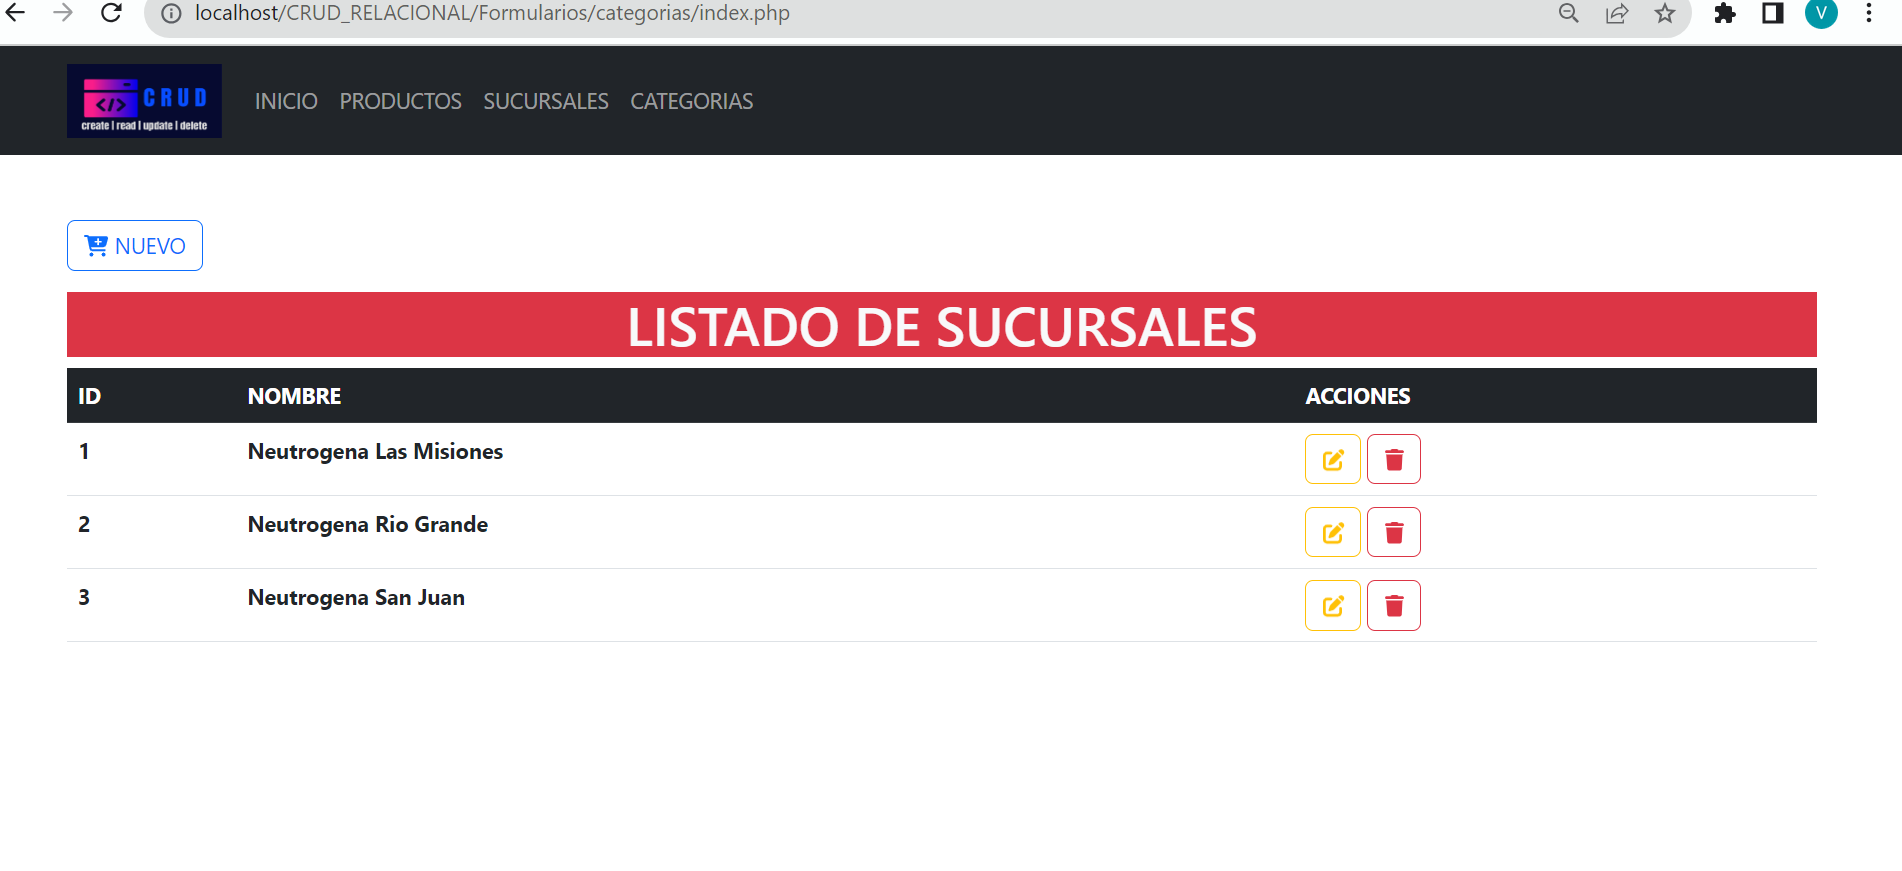 localhost/CRUD_RELACIONAL/Formularios/categorias/index.php
V
</> CRUD
create | read | update | delete
INICIO PRODUCTOS SUCURSALES CATEGORIAS
NUEVO
LISTADO DE SUCURSALES
ID NOMBRE ACCIONES
1 Neutrogena Las Misiones
2 Neutrogena Rio Grande
3 Neutrogena San Juan